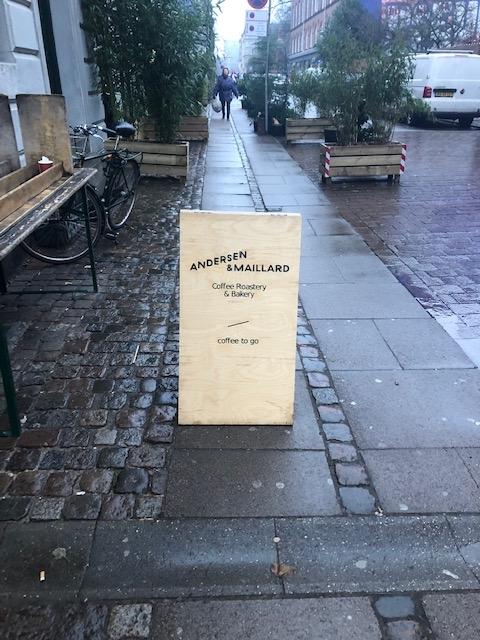 ANDERSEN
&MAILLARD
Coffee Roastery
& Bakery
coffee to go